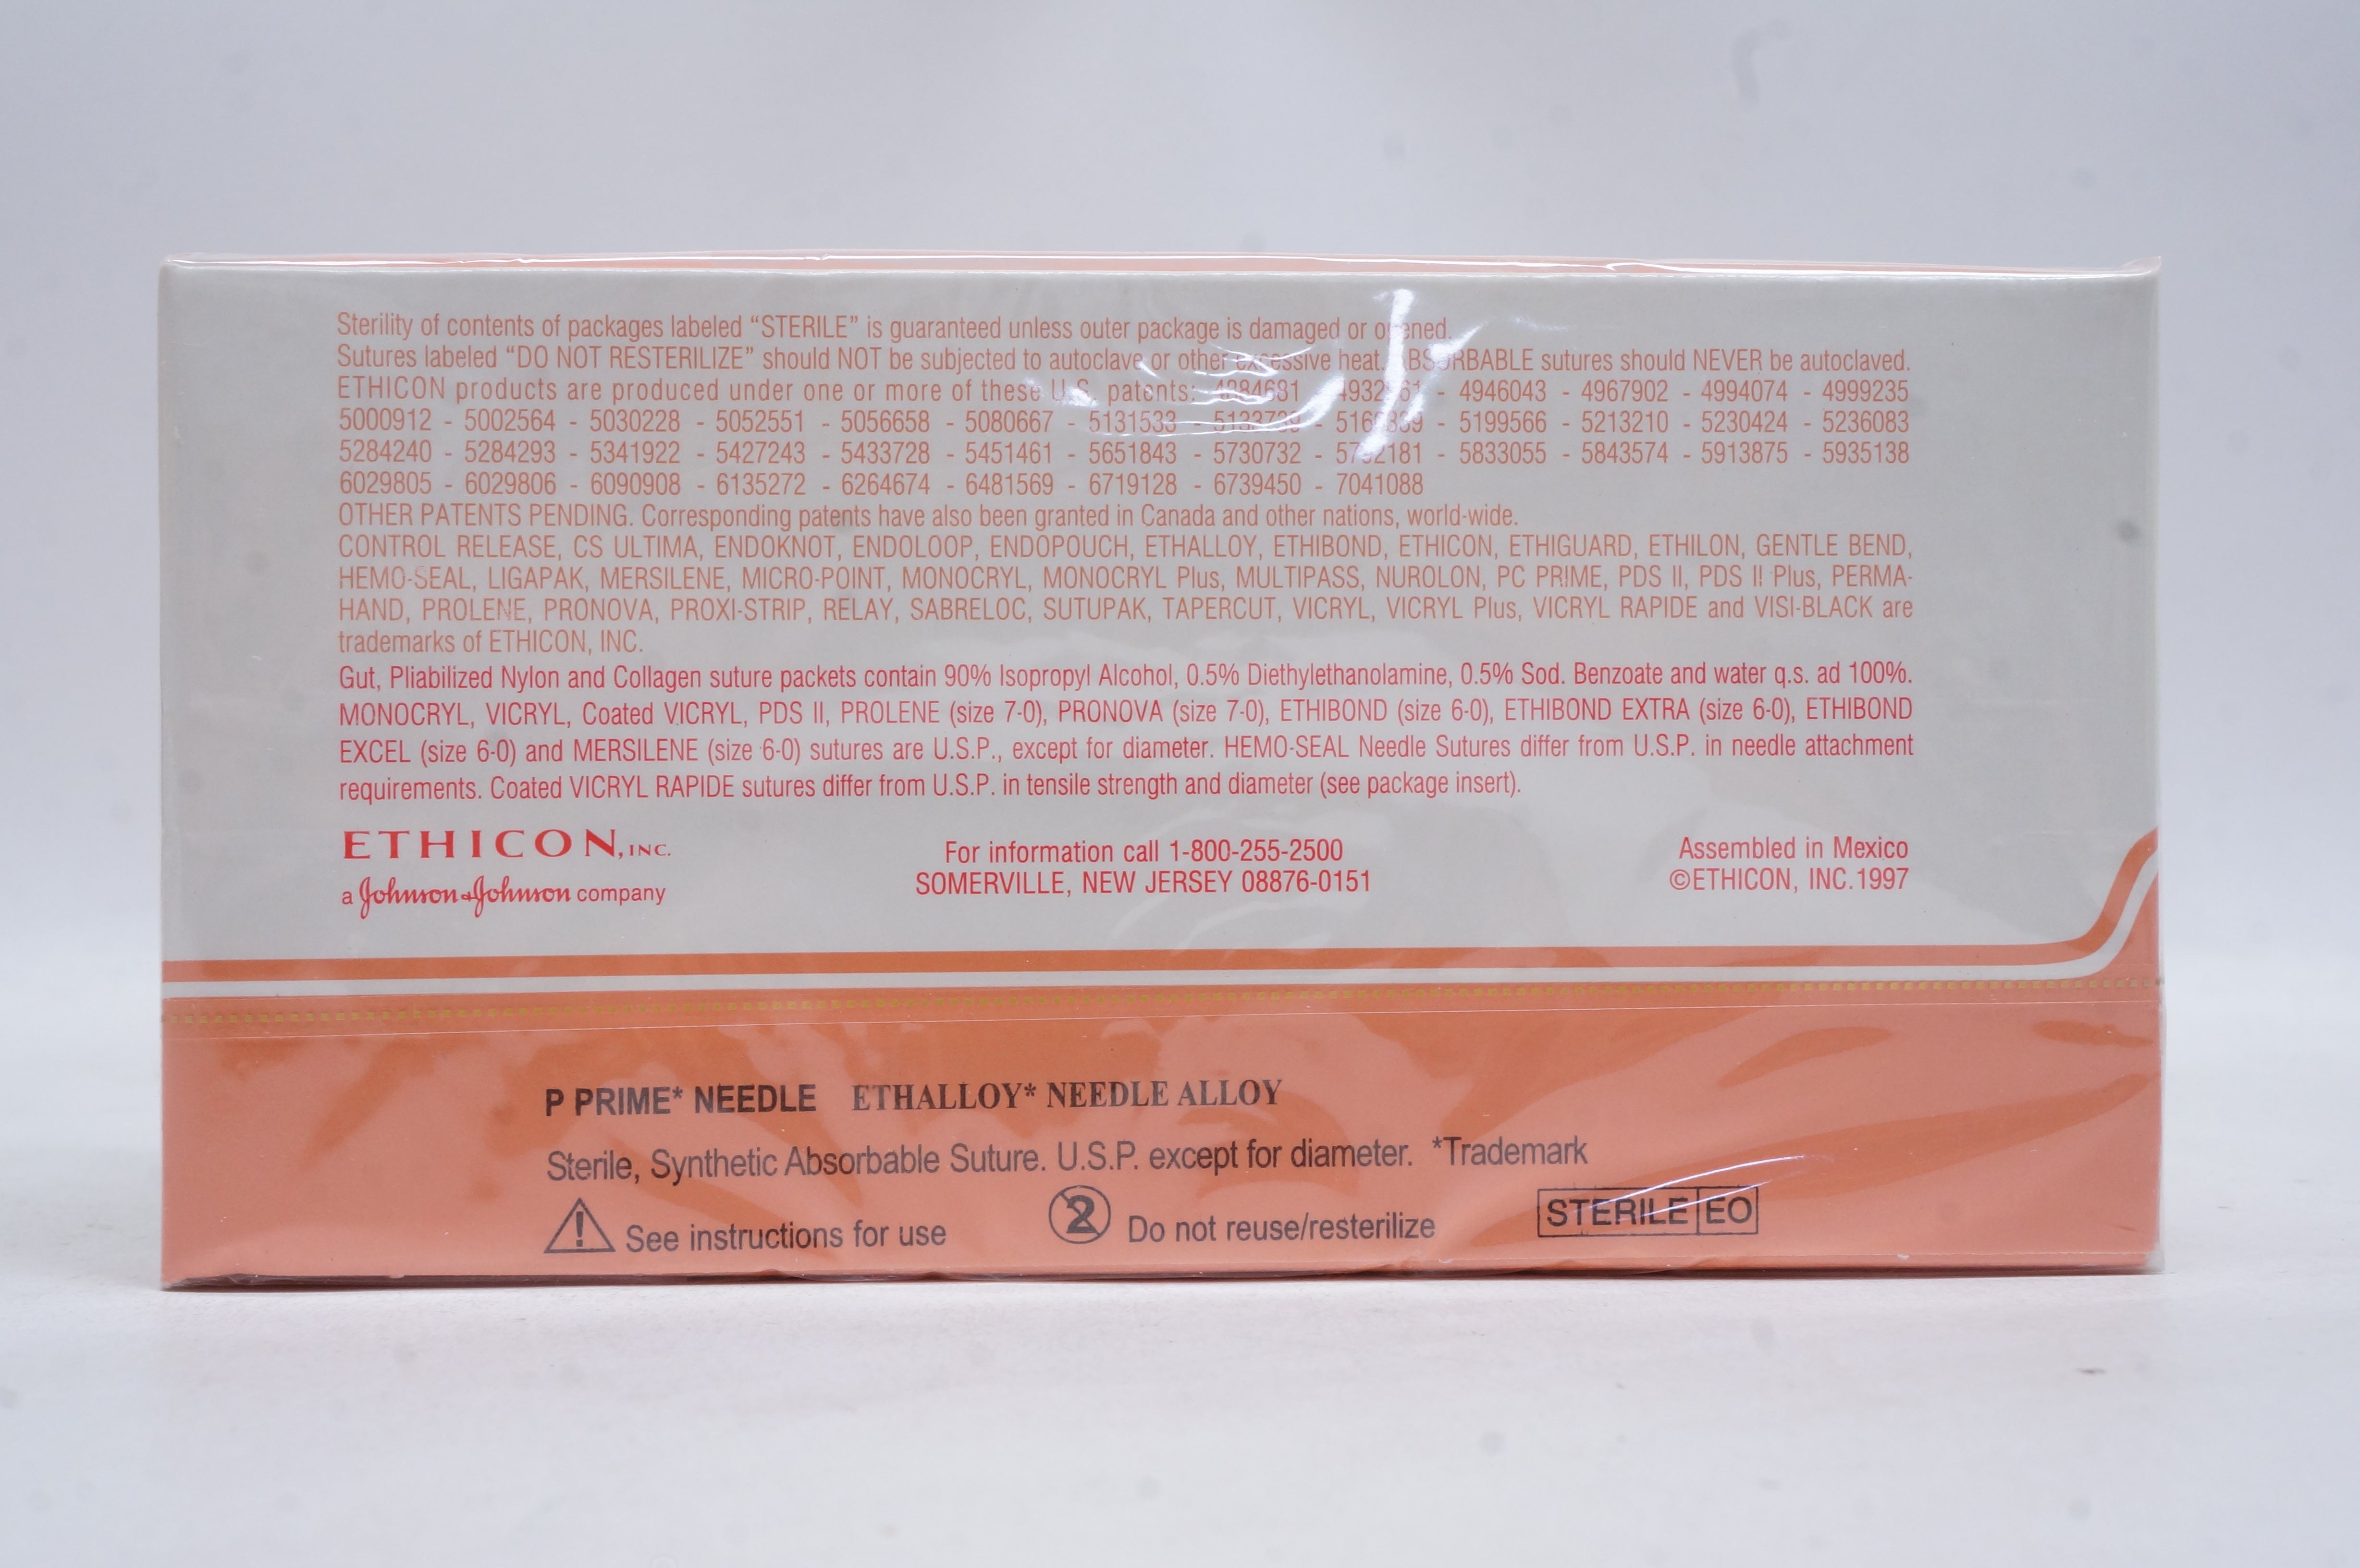 Sterility of contents of packages labeled “STERILE” is guaranteed unless outer package is damaged or opened.
Sutures labeled “DO NOT RESTERILIZE” should NOT be subjected to autoclave or other excessive heat. ABSORBABLE sutures should NEVER be autoclaved.
ETHICON products are produced under one or more of these U.S. patents: 4884681 - 4946043 - 4967902 - 4994074 - 4999235
5000912 - 5002564 - 5030228 - 5052551 - 5056658 - 5080667 - 5131533 - - 5199566 - 5213210 - 5230424 - 5236083
5284240 - 5284293 - 5341922 - 5427243 - 5433728 - 5451461 - 5651843 - 5730732 - - 5833055 - 5843574 - 5913875 - 5935138
6029805 - 6029806 - 6090908 - 6135272 - 6264674 - 6481569 - 6719128 - 6739450 - 7041088
OTHER PATENTS PENDING. Corresponding patents have also been granted in Canada and other nations, world-wide.
CONTROL RELEASE, CS ULTIMA, ENDOKNOT, ENDOLOOP, ENDOPOUCH, ETHALLOY, ETHIBOND, ETHICON, ETHIGUARD, ETHILON, GENTLE BEND,
HEMO-SEAL, LIGAPAK, MERSILENE, MICRO-POINT, MONOCRYL, MONOCRYL Plus, MULTIPASS, NUROLON, PC PRIME, PDS II, PDS II Plus, PERMA-
HAND, PROLENE, PRONOVA, PROXI-STRIP, RELAY, SABRELOC, SUTUPAK, TAPERCUT, VICRYL, VICRYL Plus, VICRYL RAPIDE and VISI-BLACK are
trademarks of ETHICON, INC.
Gut, Pliabilized Nylon and Collagen suture packets contain 90% Isopropyl Alcohol, 0.5% Diethylethanolamine, 0.5% Sod. Benzoate and water q.s. ad 100%.
MONOCRYL, VICRYL, Coated VICRYL, PDS II, PROLENE (size 7-0), PRONOVA (size 7-0), ETHIBOND (size 6-0), ETHIBOND EXTRA (size 6-0), ETHIBOND
EXCEL (size 6-0) and MERSILENE (size 6-0) sutures are U.S.P., except for diameter. HEMO-SEAL Needle Sutures differ from U.S.P. in needle attachment
requirements. Coated VICRYL RAPIDE sutures differ from U.S.P. in tensile strength and diameter (see package insert).
ETHICON, INC.
a Johnson & Johnson company
For information call 1-800-255-2500
SOMERVILLE, NEW JERSEY 08876-0151
Assembled in Mexico
©ETHICON, INC.1997
P PRIME* NEEDLE ETHALLOY* NEEDLE ALLOY
Sterile, Synthetic Absorbable Suture. U.S.P. except for diameter. *Trademark
! See instructions for use
2 Do not reuse/resterilize
STERILE EO